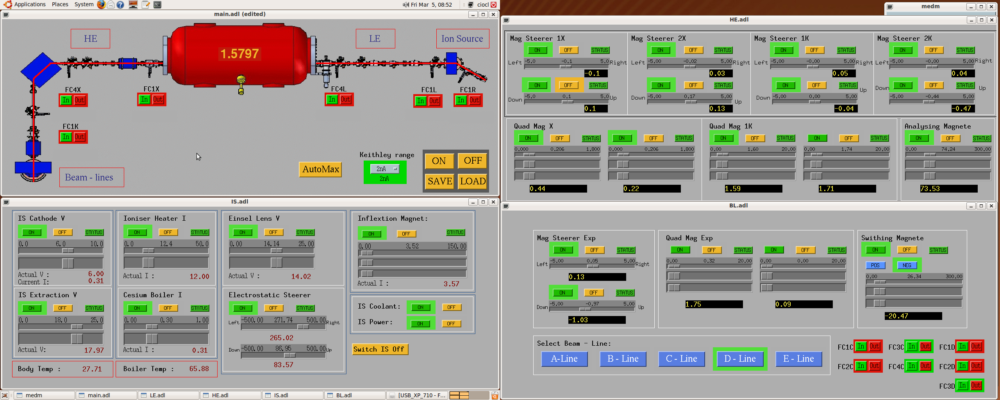 Applications Places System
Fri Mar 5, 08:52
ciocl
main.adl (edited)
HE
LE
Ion Source
1.5797
FC4X
In Out
FC1X
In Out
FC4L
In Out
FC1L
In Out
FC1R
In Out
FC1K
In Out
Beam - lines
AutoMax
Keithley range
2nA
2nA
ON OFF
SAVE LOAD
IS.adl
IS Cathode V
ON OFF STATUS
0.0 6.0 10.0
Actual V : 6.00
Current I: 0.31
IS Extraction V
ON OFF STATUS
0.0 18.0 25.0
Actual V: 17.97
Body Temp : 27.71
Ioniser Heater I
ON OFF STATUS
0.0 12.4 50.0
Actual I : 12.00
Cesium Boiler I
ON OFF STATUS
0.00 0.30 1.00
Actual I : 0.31
Boiler Temp : 65.88
Einsel Lens V
ON OFF STATUS
0.00 14.14 25.00
Actual V : 14.02
Electrostatic Steerer
ON OFF STATUS
Left -500.00 271.74 500.00 Right
265.02
Down -500.00 86.95 500.00 Up
83.57
Inflextion Magnet:
ON OFF STATUS
0.00 3.52 150.00
Actual I : 3.57
IS Coolant: ON OFF
IS Power: ON OFF
Switch IS Off
medm main.adl LE.adl HE.adl IS.adl BL.adl [USB_XP_710 - F...
medm
HE.adl
Mag Steerer 1X
ON OFF STATUS
Left -5.0 -0.1 5.0 Right
-0.1
ON OFF STATUS
Down -5.0 0.1 5.0 Up
0.1
Mag Steerer 2X
ON OFF STATUS
Left -5.00 -0.02 5.00 Right
0.03
ON OFF STATUS
Down -5.00 0.17 5.00 Up
0.13
Mag Steerer 1K
ON OFF STATUS
Left -5.00 -0.00 5.00 Right
0.05
ON OFF STATUS
Down -5.00 0.00 5.00 Up
-0.04
Mag Steerer 2K
ON OFF STATUS
Left -5.00 -0.00 5.00 Right
0.04
ON OFF STATUS
Down -5.00 -0.44 5.00 Up
-0.47
Quad Mag X
ON OFF STATUS ON OFF STATUS
0.000 0.206 1.800 0.000 0.206 1.800
0.44 0.22
Quad Mag 1K
ON OFF STATUS ON OFF STATUS
0.00 1.60 20.00 0.00 1.74 20.00
1.59 1.71
Analysing Magnete
ON OFF STATUS
0.00 74.24 300.00
73.53
BL.adl
Mag Steerer Exp
ON OFF STATUS
Left -5.00 0.05 5.00 Right
0.13
ON OFF STATUS
Down -5.00 -0.97 5.00 Up
-1.03
Quad Mag Exp
ON OFF STATUS ON OFF STATUS
0.00 0.32 20.00 0.00 0.00 20.00
1.75 0.09
Swithing Magnete
ON OFF STATUS
POS NEG
0.00 26.34 300.00
-20.47
Select Beam - Line:
A-Line B - Line C - Line D - Line E - Line
FC1C In Out FC3C In Out FC1D In Out
FC2C In Out FC4C In Out FC2D In Out
FC3D In Out